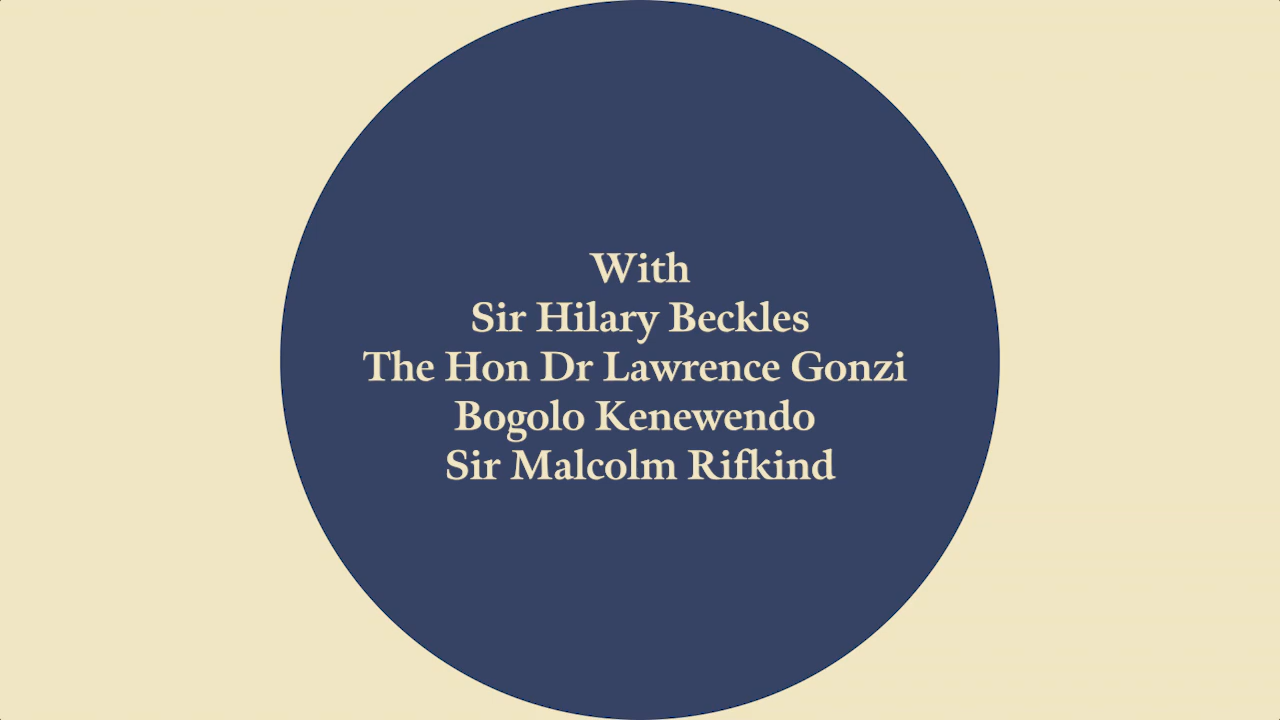 With
Sir Hilary Beckles
The Hon Dr Lawrence Gonzi
Bogolo Kenewendo
Sir Malcolm Rifkind